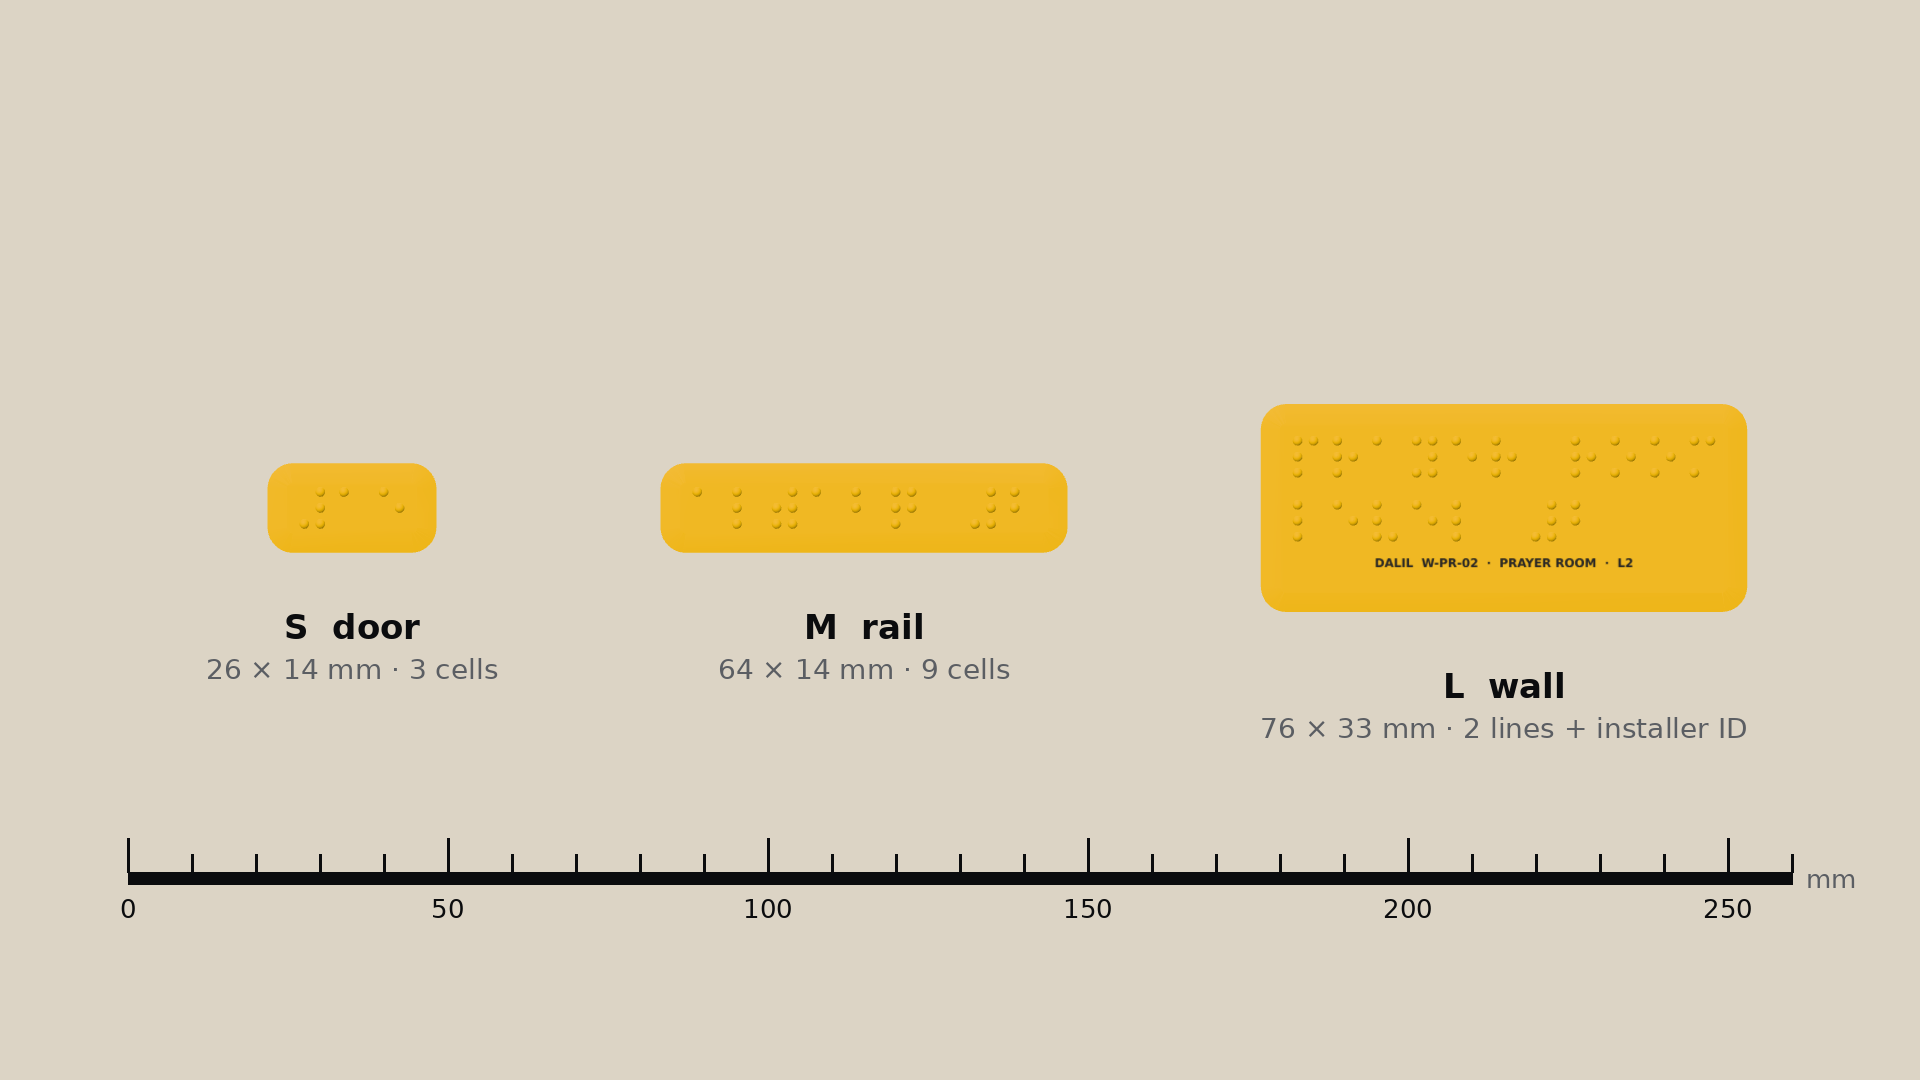 ⠼⠁⠑
⠁⠇⠾⠁⠃⠟ ⠼⠃
⠏⠗⠁⠽⠑⠗ ⠗⠕⠕⠍
⠇⠑⠧⠑⠇ ⠼⠃
DALIL W-PR-02 · PRAYER ROOM · L2
S door
26 × 14 mm · 3 cells
M rail
64 × 14 mm · 9 cells
L wall
76 × 33 mm · 2 lines + installer ID
mm
0 50 100 150 200 250